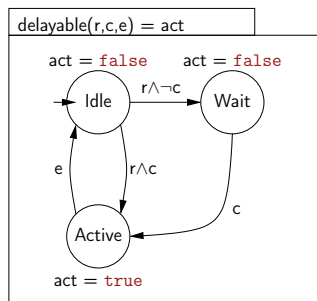 delayable(r,c,e) = act
act = false
act = false
Idle
r∧¬c
Wait
e
r∧c
c
Active
act = true